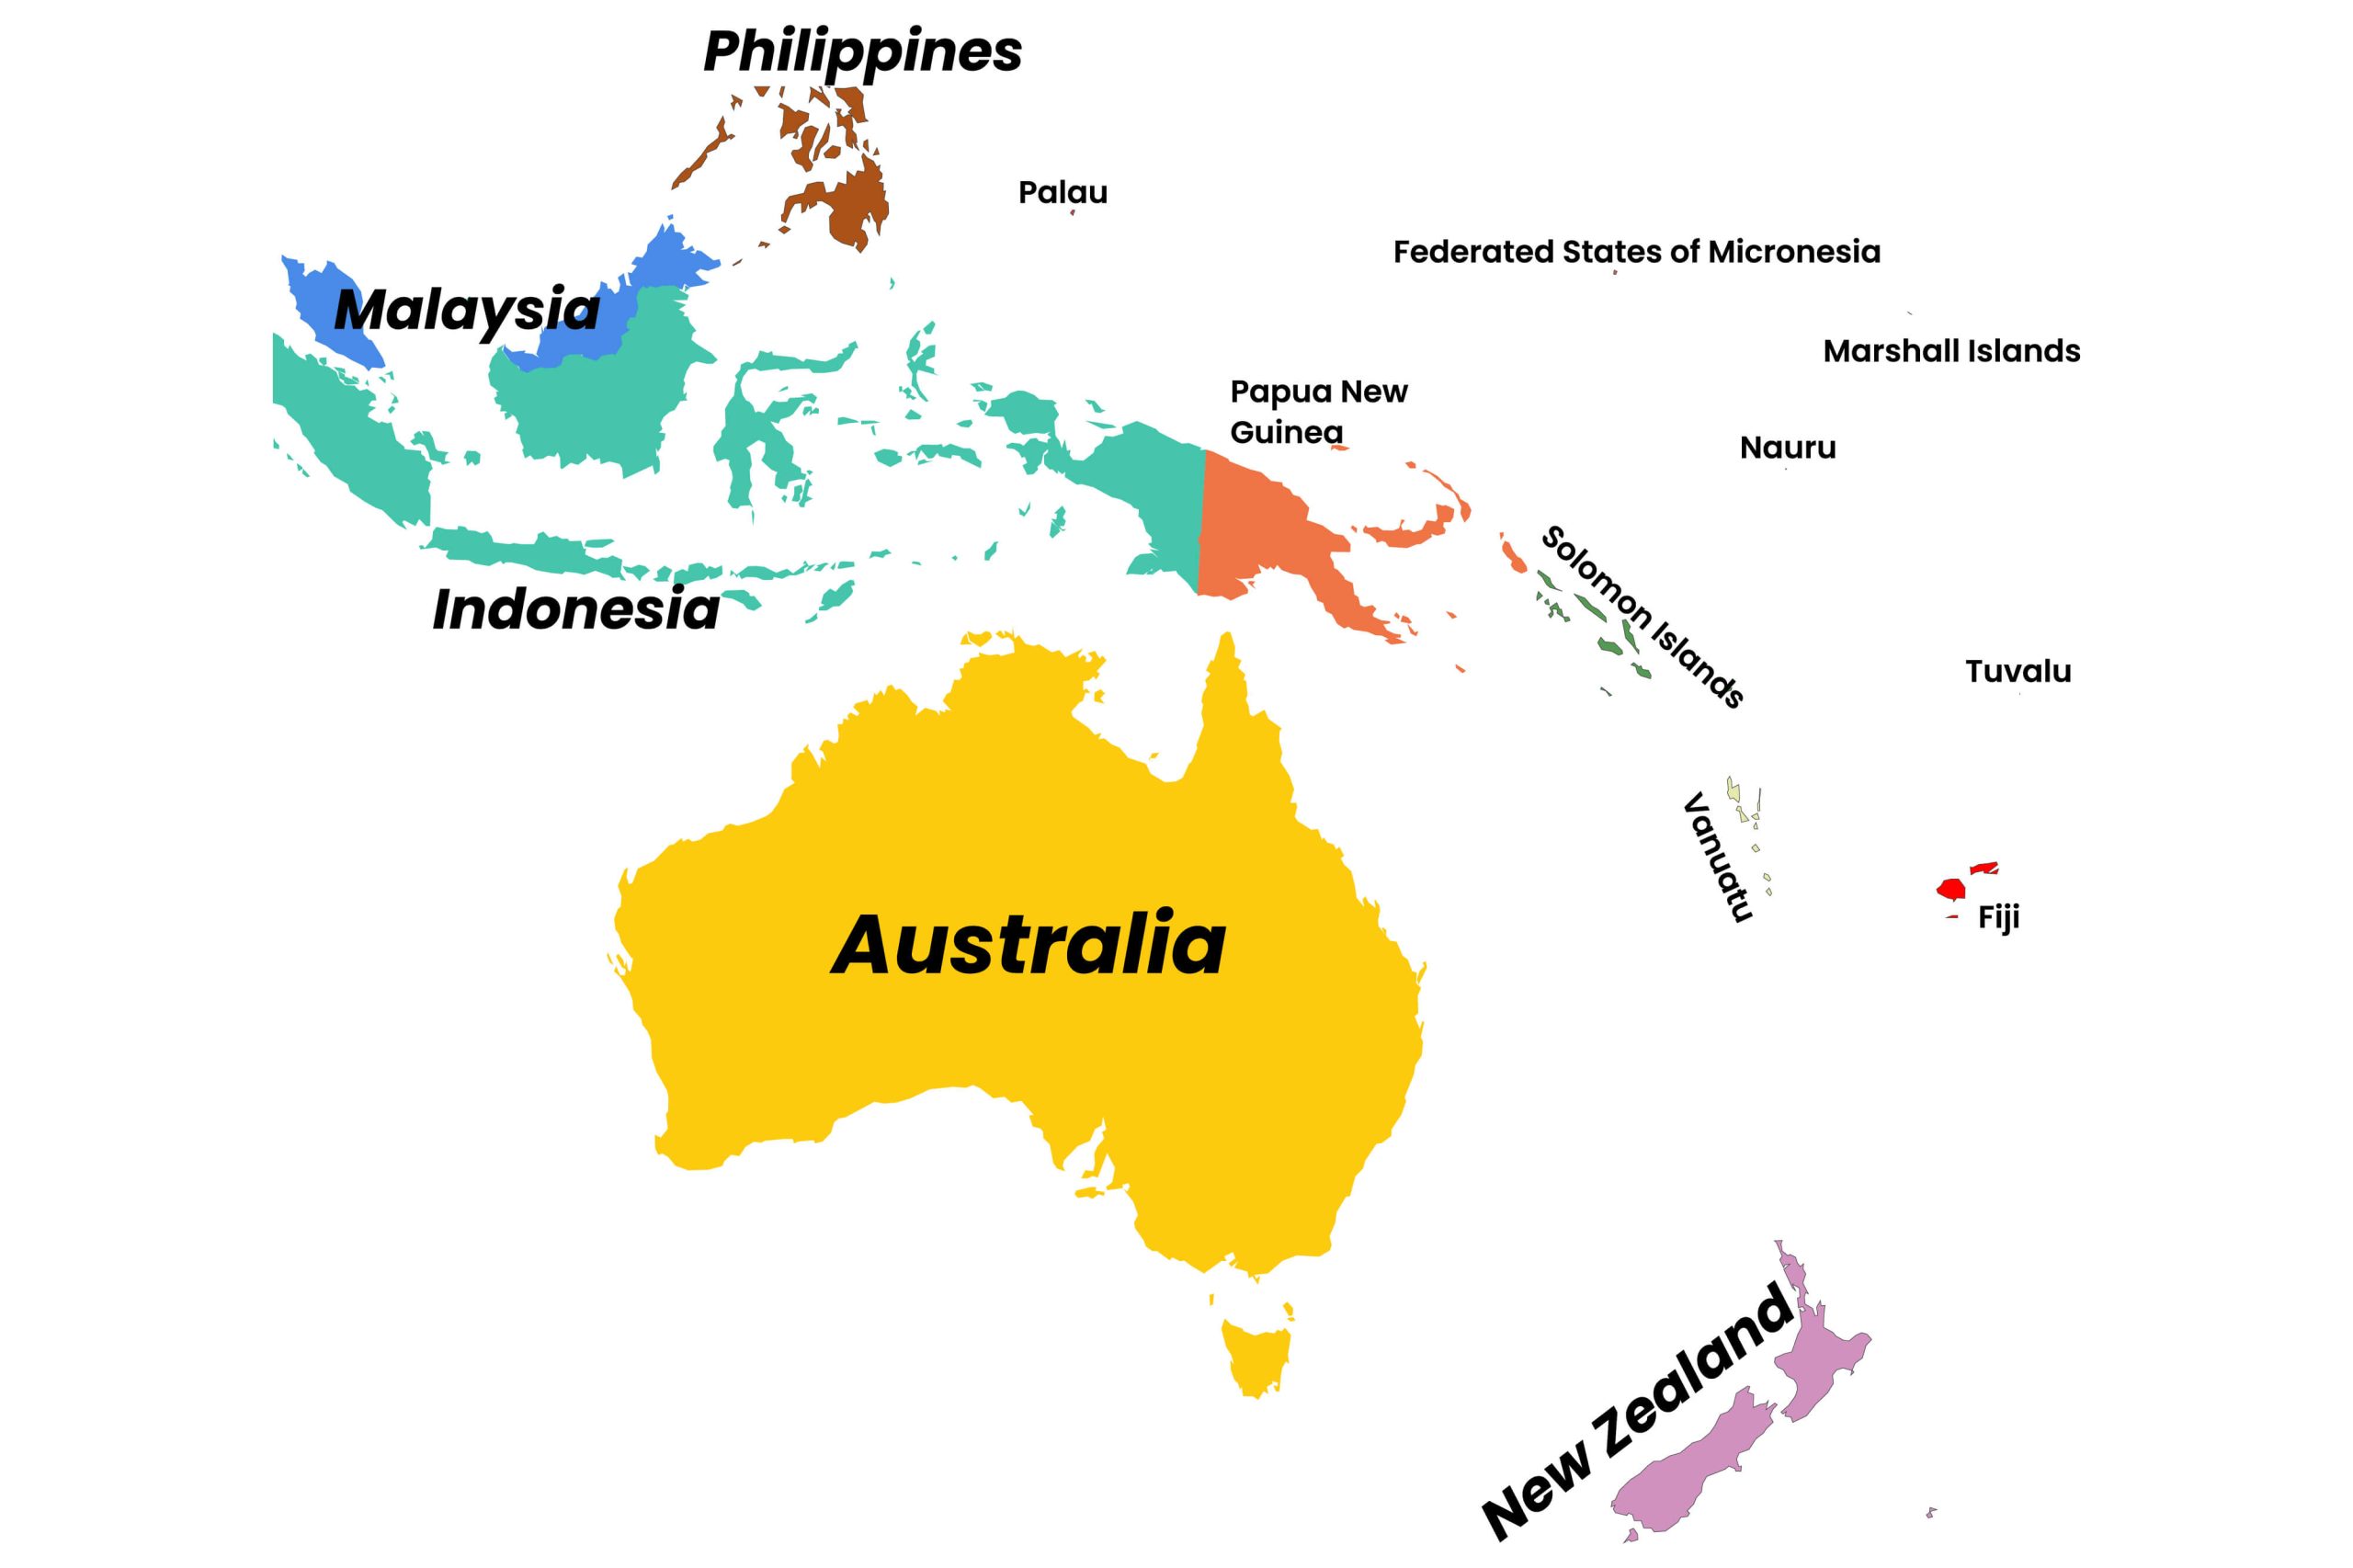 Philippines
Palau
Federated States of Micronesia
Malaysia
Marshall Islands
Papua New
Guinea
Nauru
Indonesia
Solomon Islands
Tuvalu
Vanuatu
Fiji
Australia
New Zealand